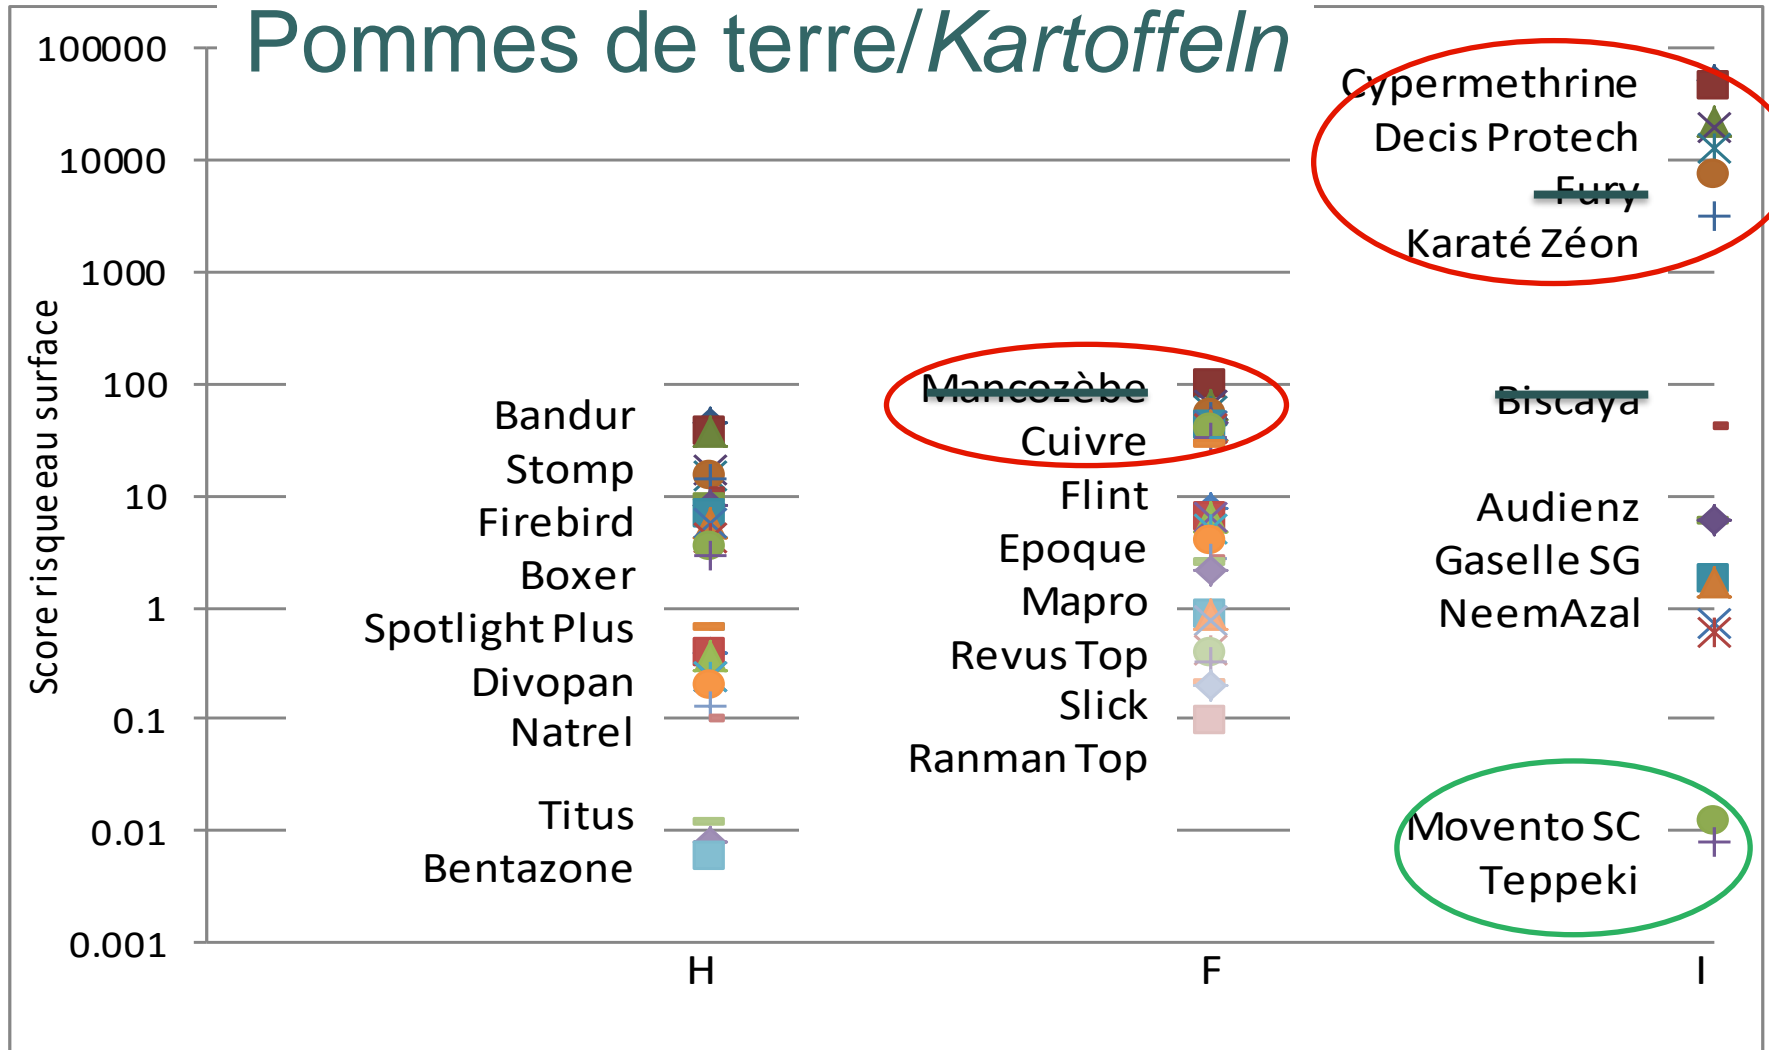 Pommes de terre/Kartoffeln
Score risque eau surface
100000
10000
1000
100
10
1
0.1
0.01
0.001
Bandur
Stomp
Firebird
Boxer
Spotlight Plus
Divopan
Natrel
Titus
Bentazone
Mancozèbe
Cuivre
Flint
Epoque
Mapro
Revus Top
Slick
Ranman Top
Cypermethrine
Decis Protech
Fury
Karaté Zéon
Biscaya
Audienz
Gaselle SG
NeemAzal
Movento SC
Teppeki
H
F
I